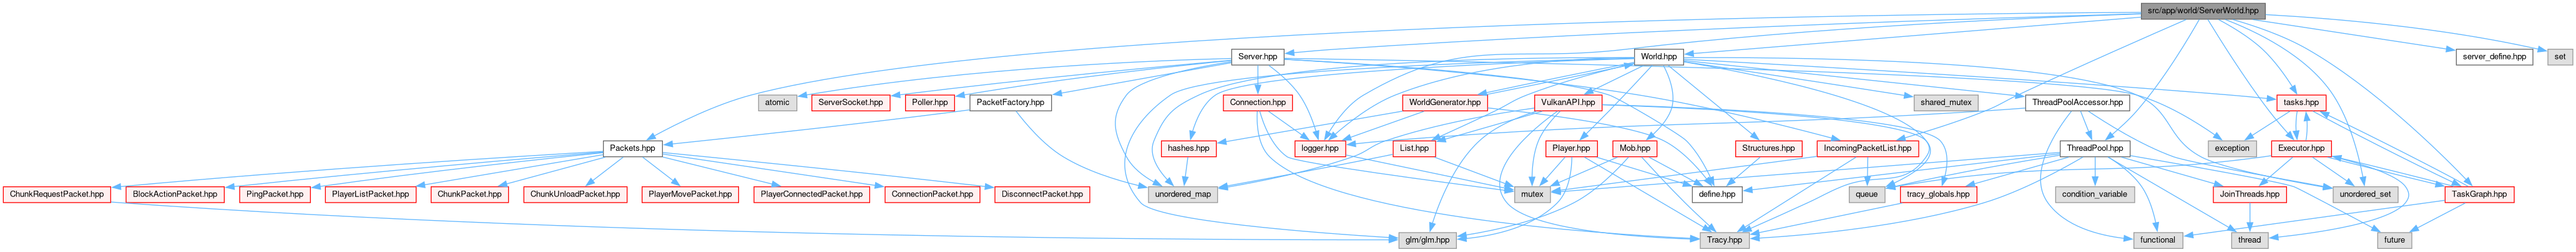 src/app/world/ServerWorld.hpp
Server.hpp
World.hpp
server_define.hpp
set
atomic
ServerSocket.hpp
Poller.hpp
PacketFactory.hpp
Connection.hpp
WorldGenerator.hpp
VulkanAPI.hpp
shared_mutex
ThreadPoolAccessor.hpp
tasks.hpp
Packets.hpp
hashes.hpp
logger.hpp
List.hpp
Player.hpp
Mob.hpp
Structures.hpp
IncomingPacketList.hpp
ThreadPool.hpp
exception
Executor.hpp
ChunkRequestPacket.hpp
BlockActionPacket.hpp
PingPacket.hpp
PlayerListPacket.hpp
ChunkPacket.hpp
ChunkUnloadPacket.hpp
PlayerMovePacket.hpp
PlayerConnectedPacket.hpp
ConnectionPacket.hpp
DisconnectPacket.hpp
unordered_map
mutex
define.hpp
queue
tracy_globals.hpp
condition_variable
JoinThreads.hpp
unordered_set
TaskGraph.hpp
glm/glm.hpp
Tracy.hpp
functional
thread
future